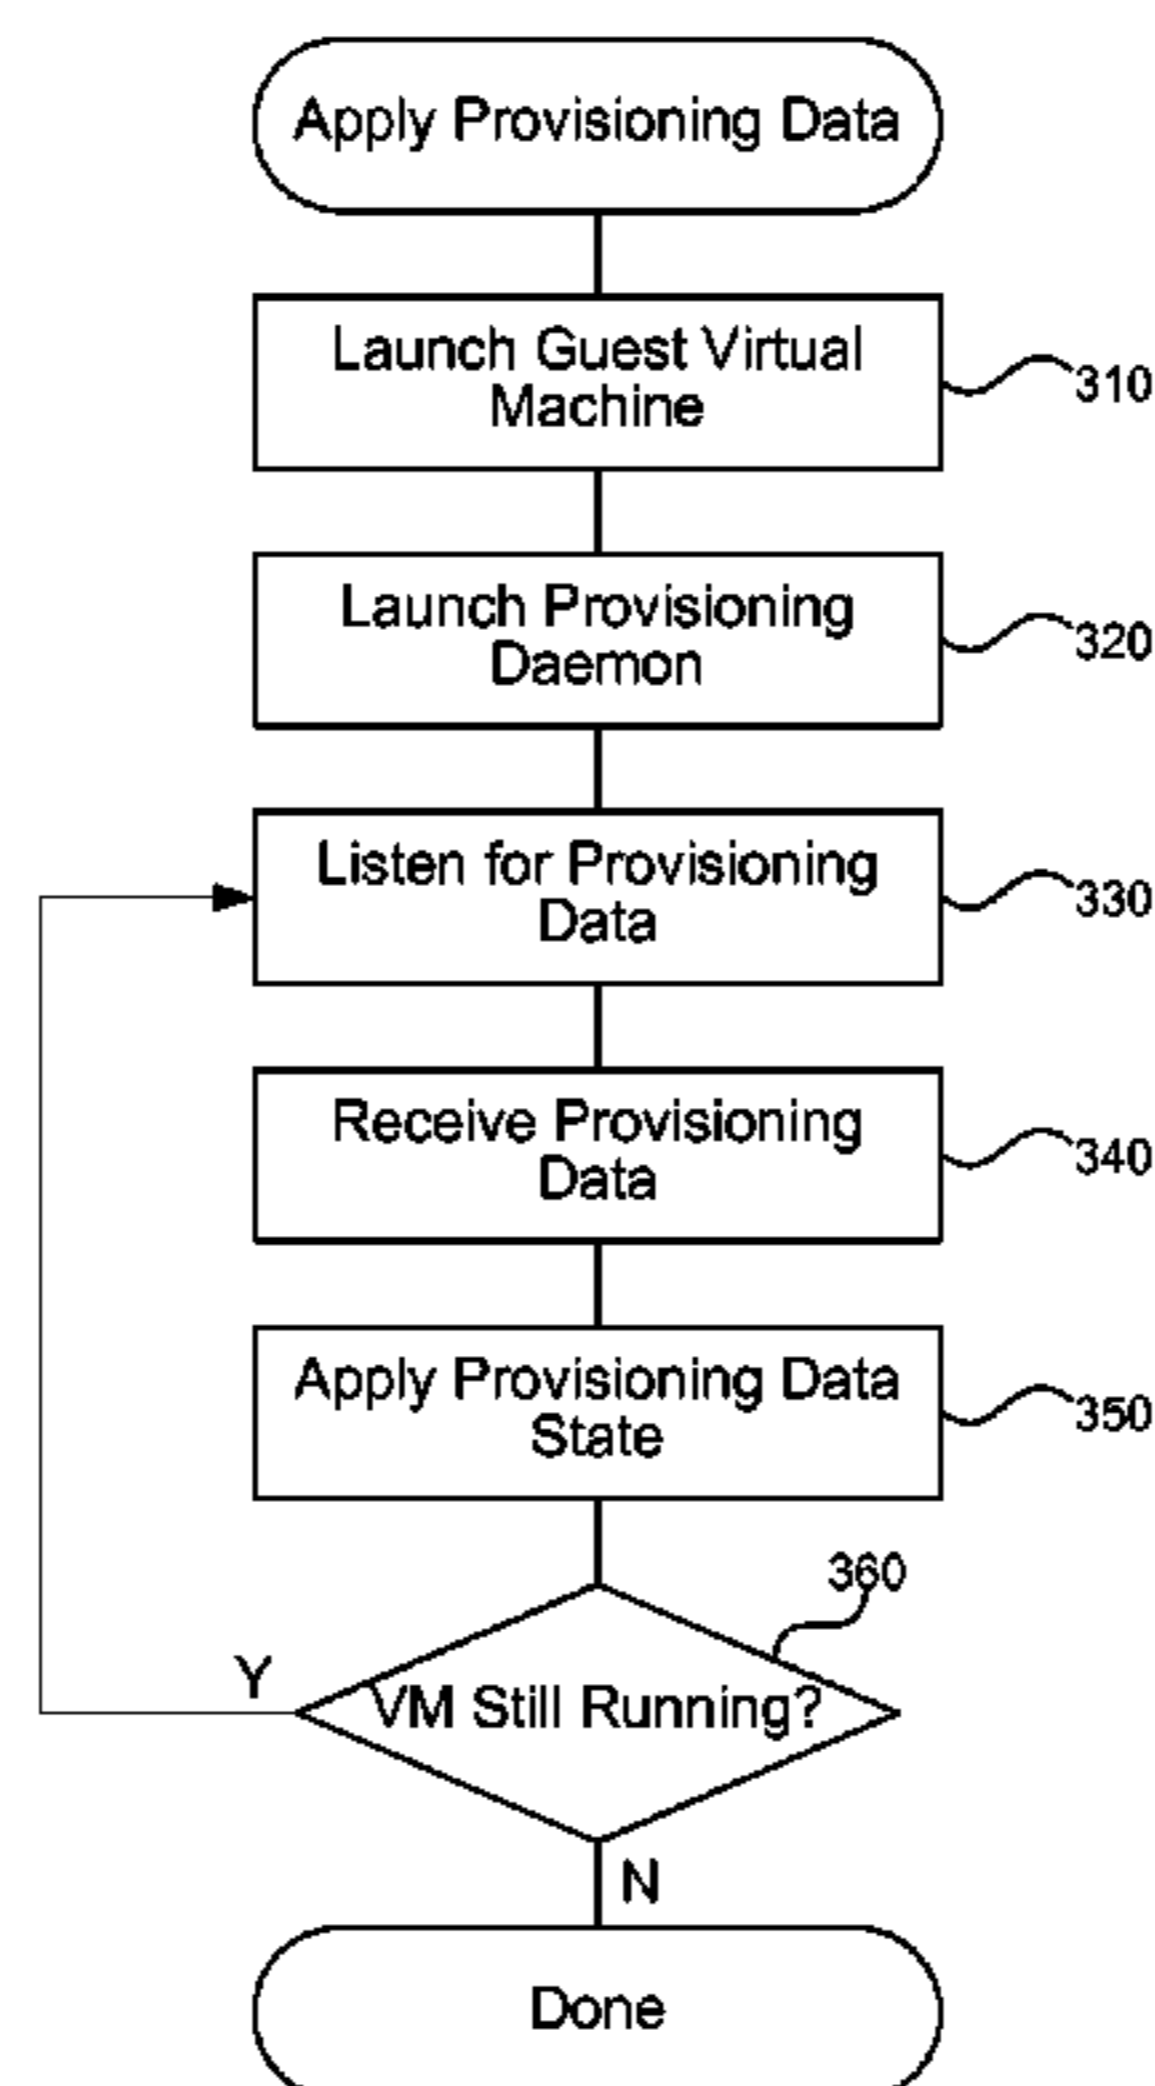 Apply Provisioning Data
Launch Guest Virtual
Machine
310
Launch Provisioning
Daemon
320
Listen for Provisioning
Data
330
Receive Provisioning
Data
340
Apply Provisioning Data
State
350
360
Y
VM Still Running?
N
Done